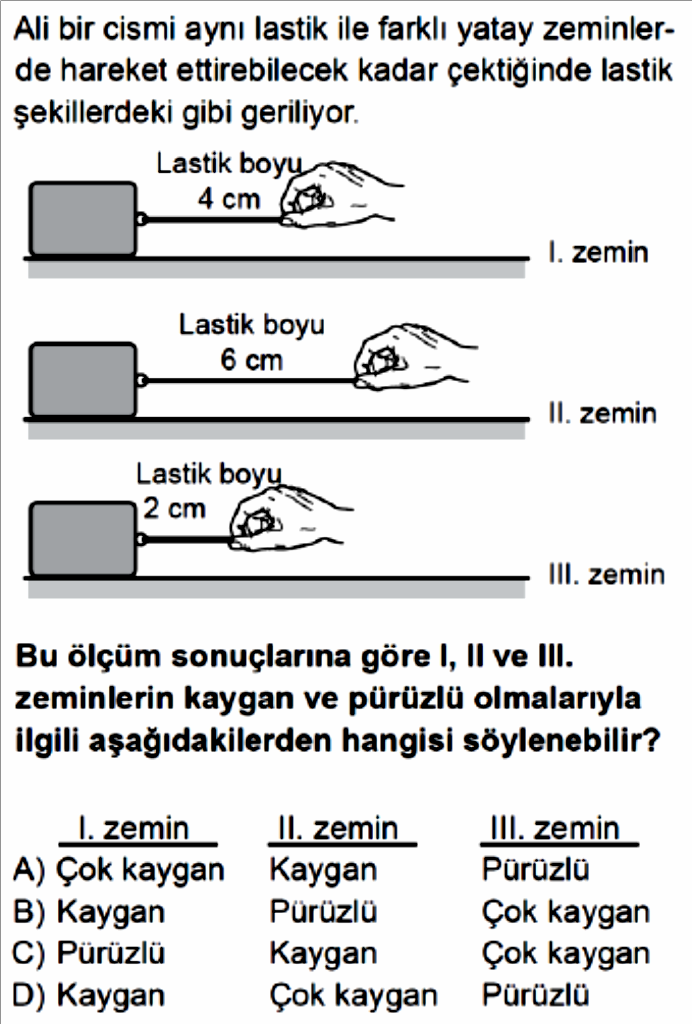 Ali bir cismi aynı lastik ile farklı yatay zeminler-
de hareket ettirebilecek kadar çektiğinde lastik
şekillerdeki gibi geriliyor.
Lastik boyu
4 cm
I. zemin
Lastik boyu
6 cm
II. zemin
Lastik boyu
2 cm
III. zemin
Bu ölçüm sonuçlarına göre I, II ve III.
zeminlerin kaygan ve pürüzlü olmalarıyla
ilgili aşağıdakilerden hangisi söylenebilir?
I. zemin II. zemin III. zemin
A) Çok kaygan Kaygan Pürüzlü
B) Kaygan Pürüzlü Çok kaygan
C) Pürüzlü Kaygan Çok kaygan
D) Kaygan Çok kaygan Pürüzlü